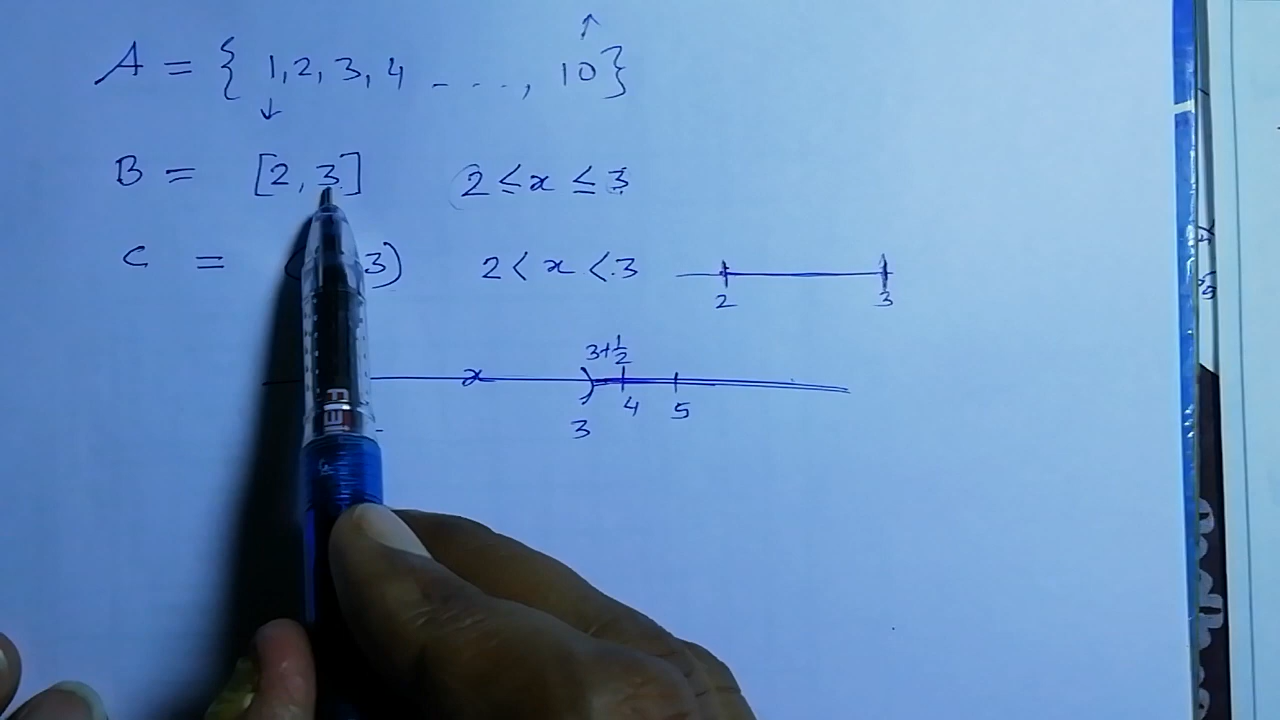 A = { 1, 2, 3, 4 - - - ., 10 }
B = [2, 3] 2 ≤ x ≤ 3
C = ( 3) 2 < x < 3
2 3
x 3+1/2
3 4 5